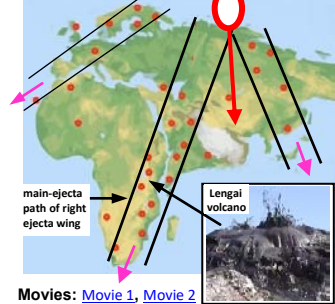 main-ejecta
path of right
ejecta wing
Lengai
volcano
Movies: Movie 1, Movie 2